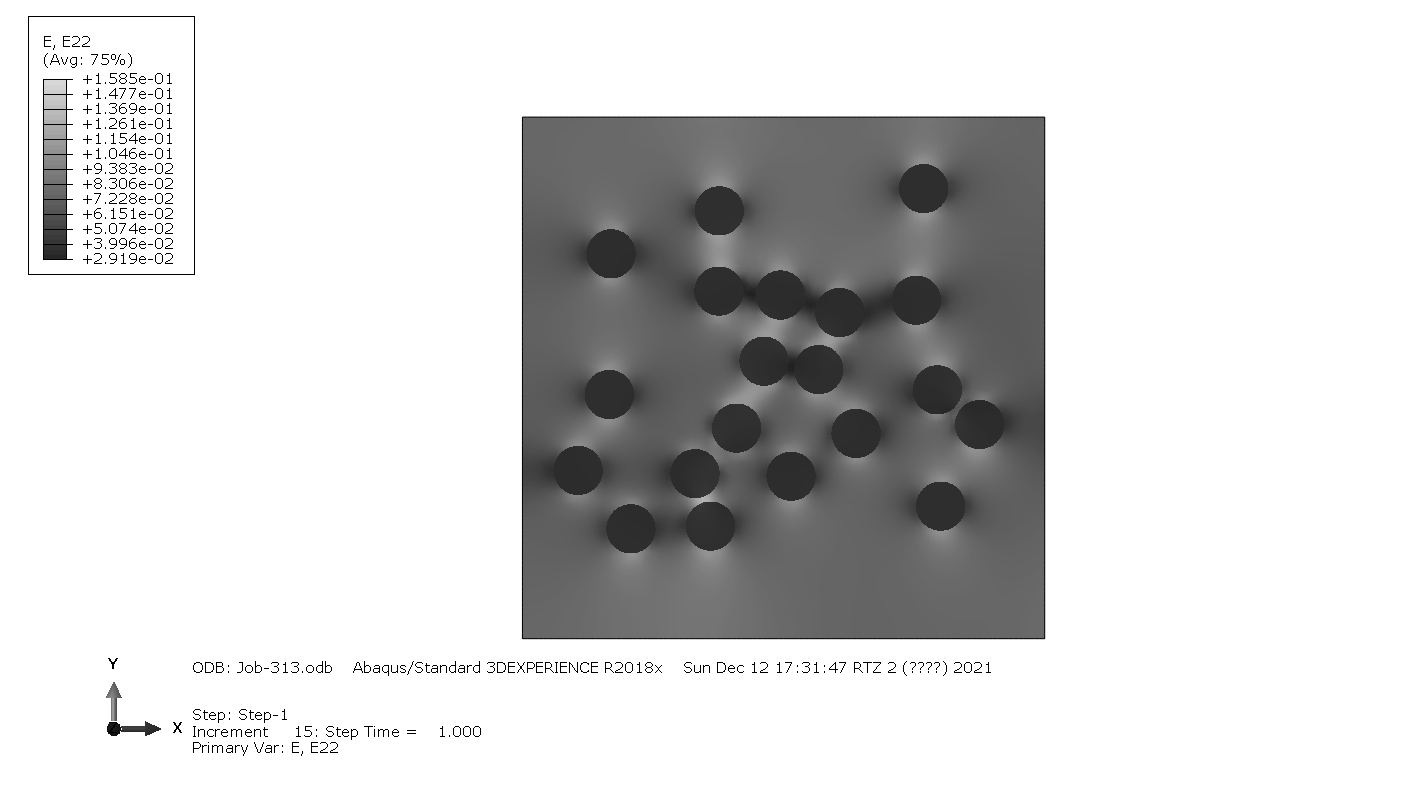 E, E22
(Avg: 75%)
+1.585e-01
+1.477e-01
+1.369e-01
+1.261e-01
+1.154e-01
+1.046e-01
+9.383e-02
+8.306e-02
+7.228e-02
+6.151e-02
+5.074e-02
+3.996e-02
+2.919e-02
Y
X
ODB: Job-313.odb Abaqus/Standard 3DEXPERIENCE R2018x Sun Dec 12 17:31:47 RTZ 2 (????) 2021
Step: Step-1
Increment 15: Step Time = 1.000
Primary Var: E, E22